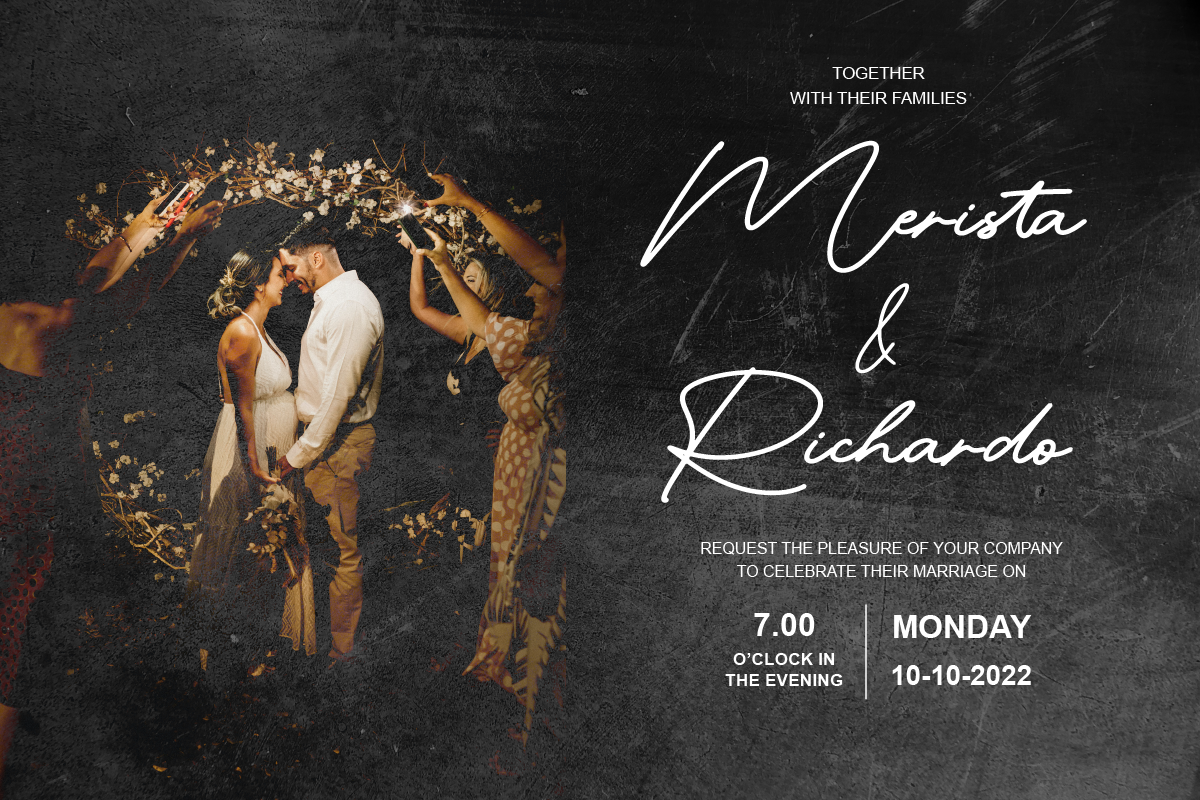 TOGETHER
WITH THEIR FAMILIES
Merista
&
Richardo
REQUEST THE PLEASURE OF YOUR COMPANY
TO CELEBRATE THEIR MARRIAGE ON
7.00
O’CLOCK IN
THE EVENING
MONDAY
10-10-2022